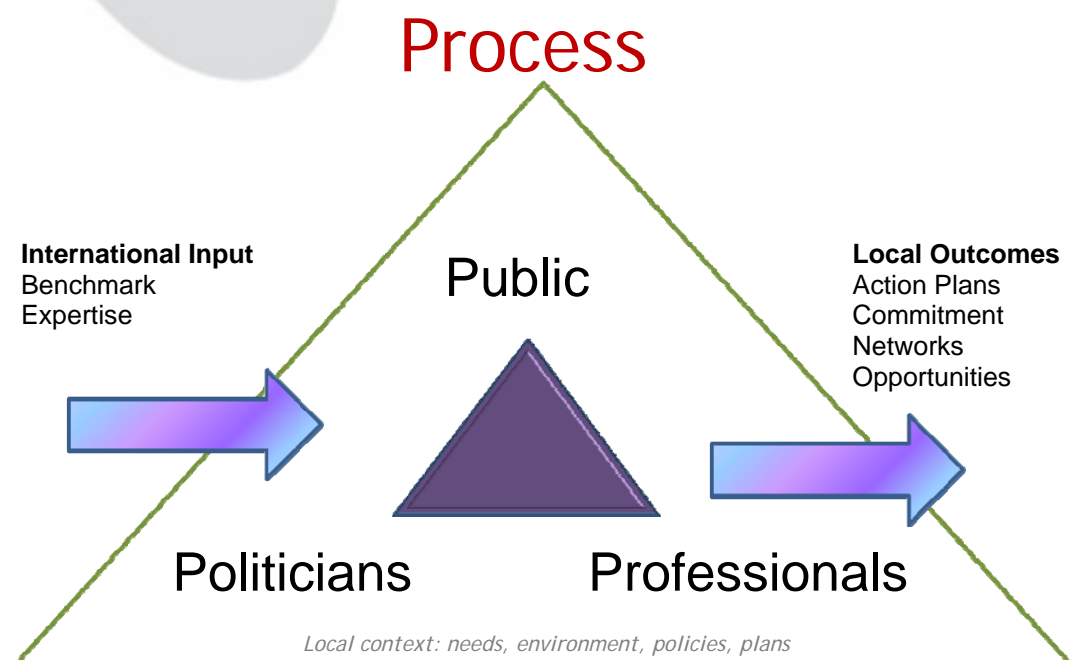 Process
International Input
Benchmark
Expertise
Public
Local Outcomes
Action Plans
Commitment
Networks
Opportunities
Politicians
Professionals
Local context: needs, environment, policies, plans